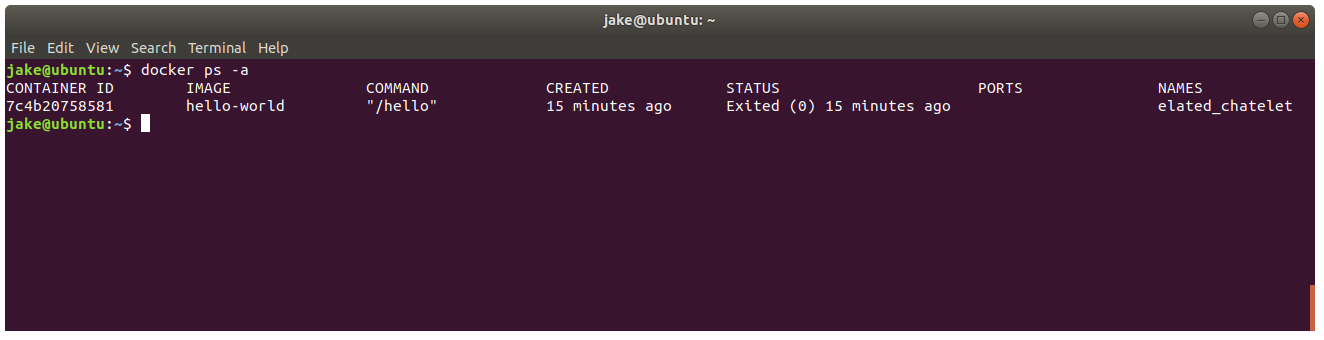 jake@ubuntu: ~
File Edit View Search Terminal Help
jake@ubuntu:~$ docker ps -a
CONTAINER ID IMAGE COMMAND CREATED STATUS PORTS NAMES
7c4b20758581 hello-world "/hello" 15 minutes ago Exited (0) 15 minutes ago elated_chatelet
jake@ubuntu:~$